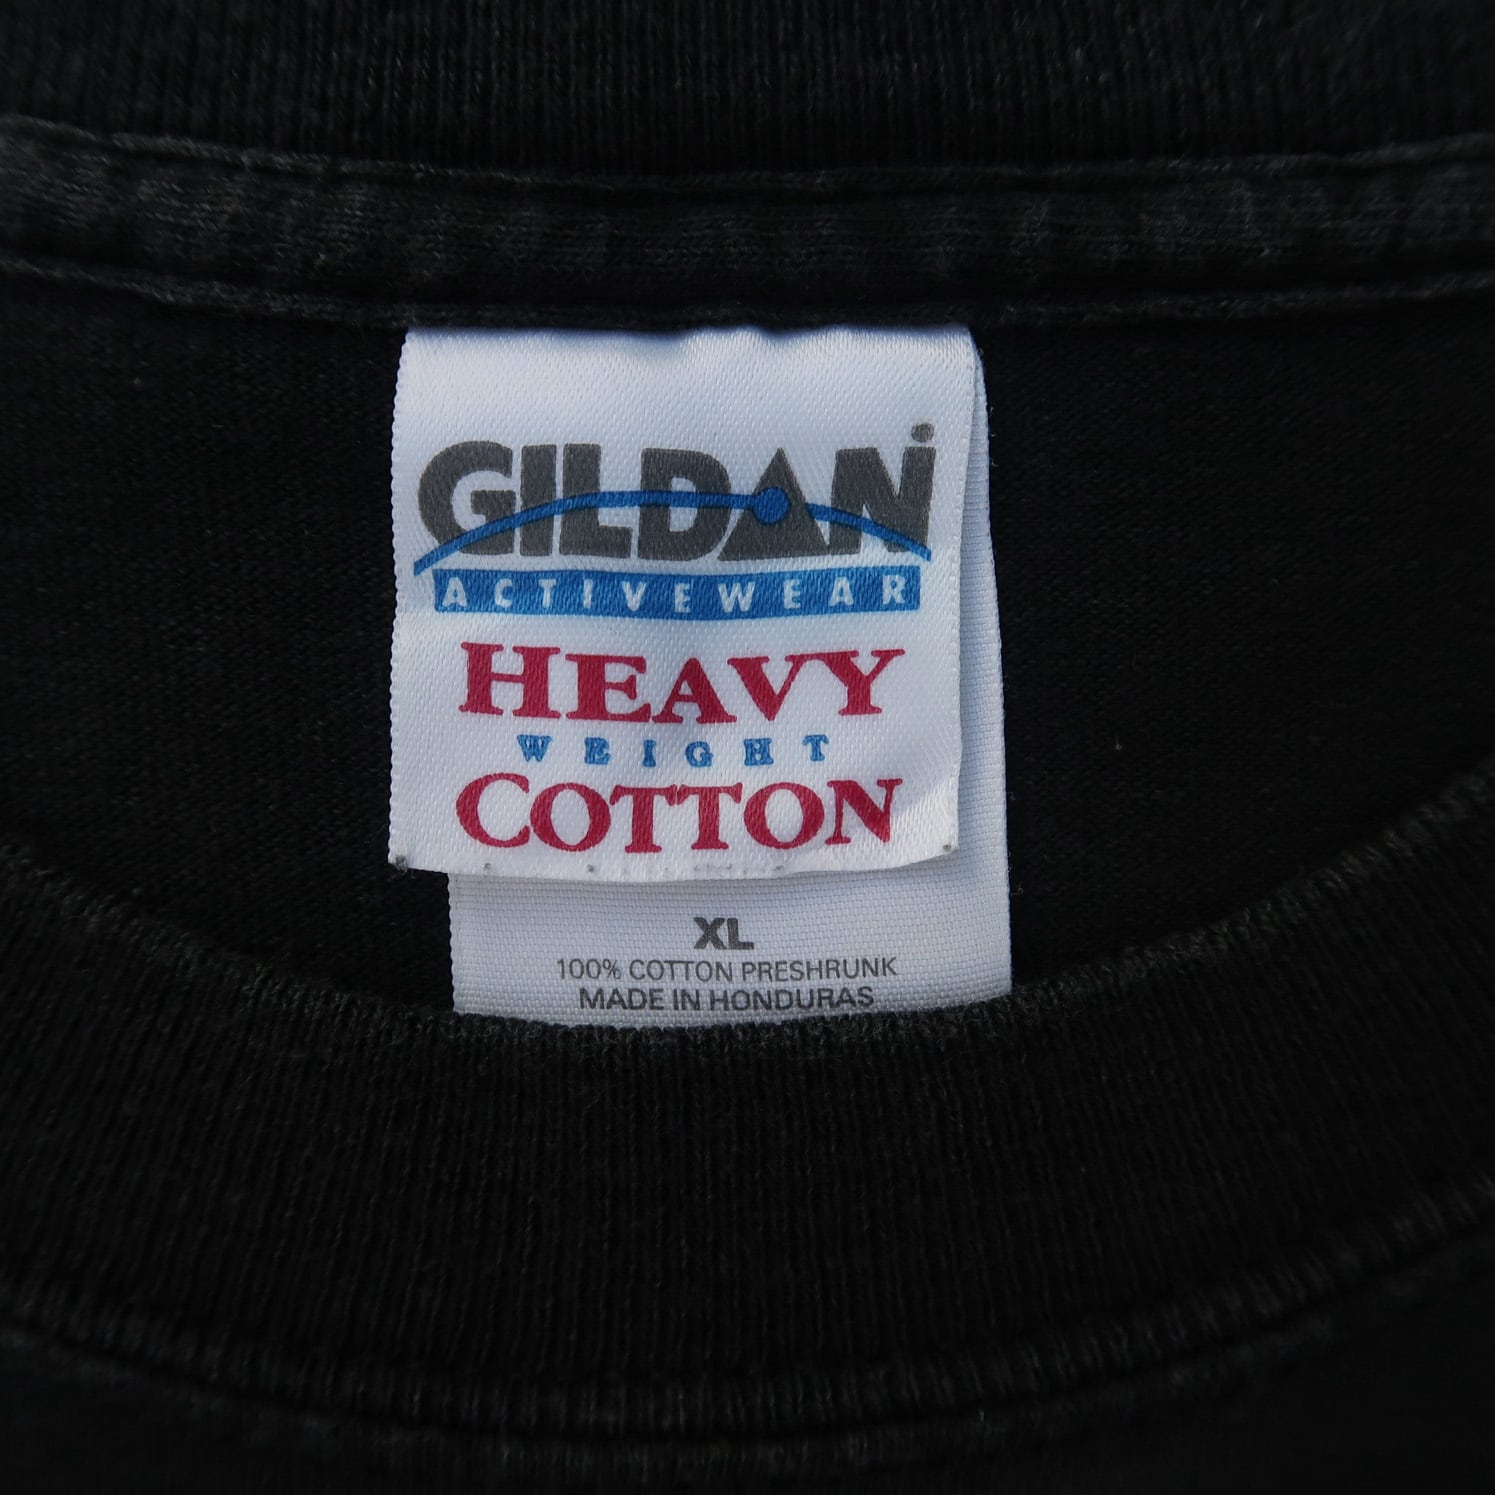 GILDAN
ACTIVEWEAR
HEAVY
WEIGHT
COTTON
XL
100% COTTON PRESHRUNK
MADE IN HONDURAS